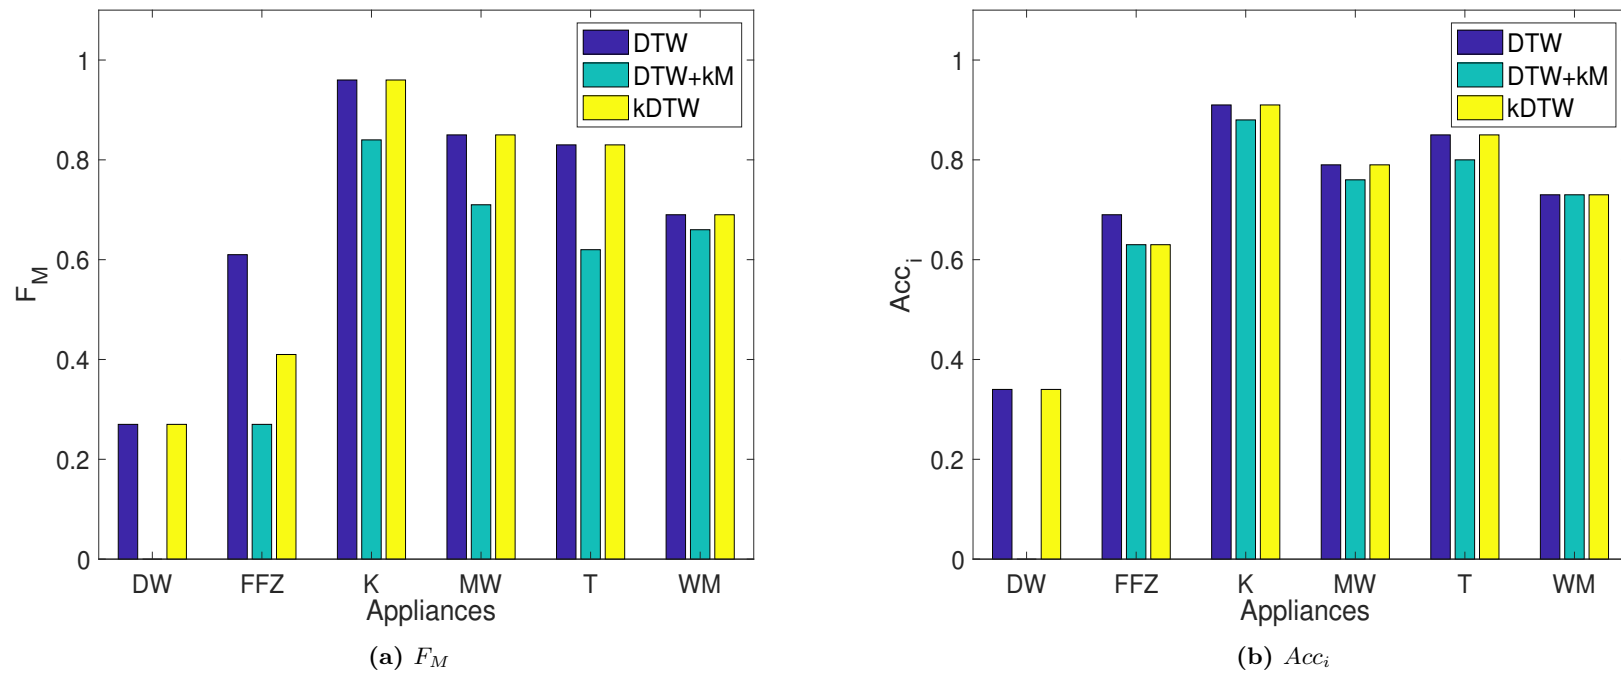 1
0.8
0.6
0.4
0.2
0
F_M
DTW
DTW+kM
kDTW
DW FFZ K MW T WM
Appliances
(a) F_M
1
0.8
0.6
0.4
0.2
0
Acc_i
DTW
DTW+kM
kDTW
DW FFZ K MW T WM
Appliances
(b) Acc_i